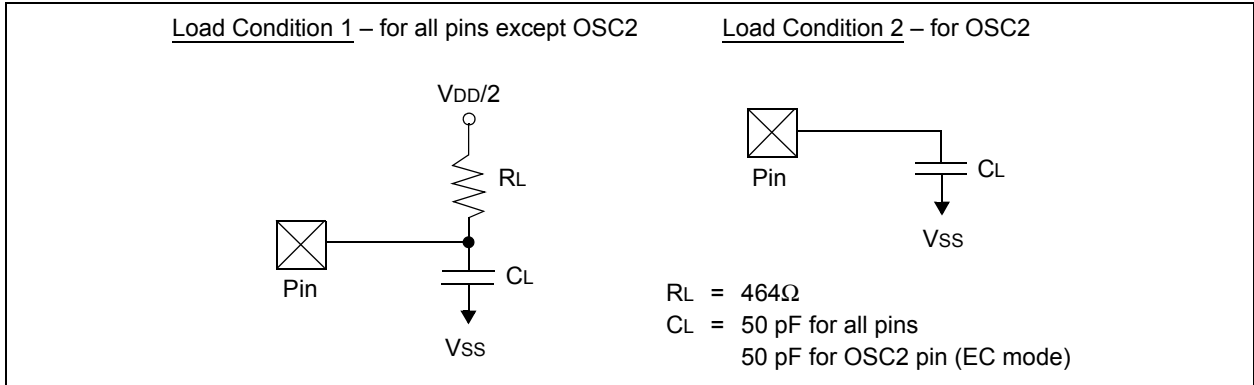 Load Condition 1 – for all pins except OSC2
Load Condition 2 – for OSC2
VDD/2
RL
Pin
CL
VSS
Pin
CL
VSS
RL = 464Ω
CL = 50 pF for all pins
50 pF for OSC2 pin (EC mode)